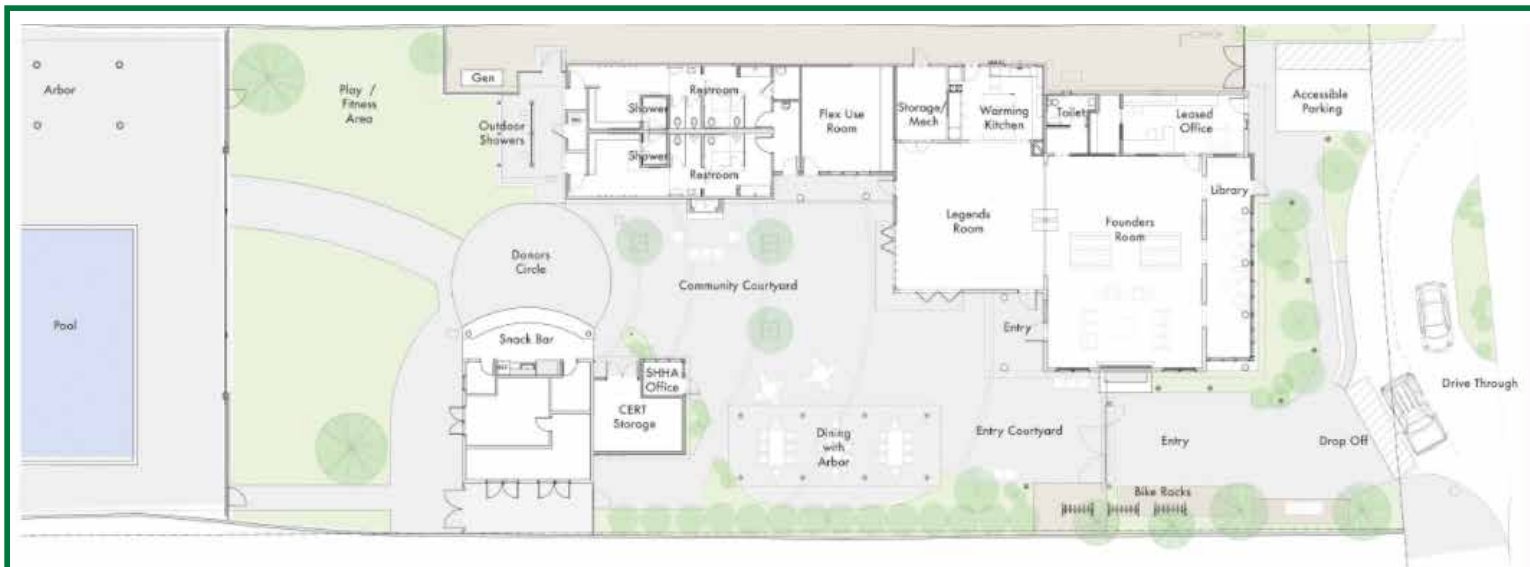 Arbor
Play /
Fitness
Area
Gen
Outdoor
Showers
Shower
Restroom
Shower
Restroom
Flex Use
Room
Storage/
Mech
Warming
Kitchen
Toilet
Leased
Office
Accessible
Parking
Library
Legends
Room
Founders
Room
Donors
Circle
Community Courtyard
Pool
Snack Bar
Entry
SHHA
Office
CERT
Storage
Dining
with
Arbor
Entry Courtyard
Entry
Drop Off
Drive Through
Bike Racks